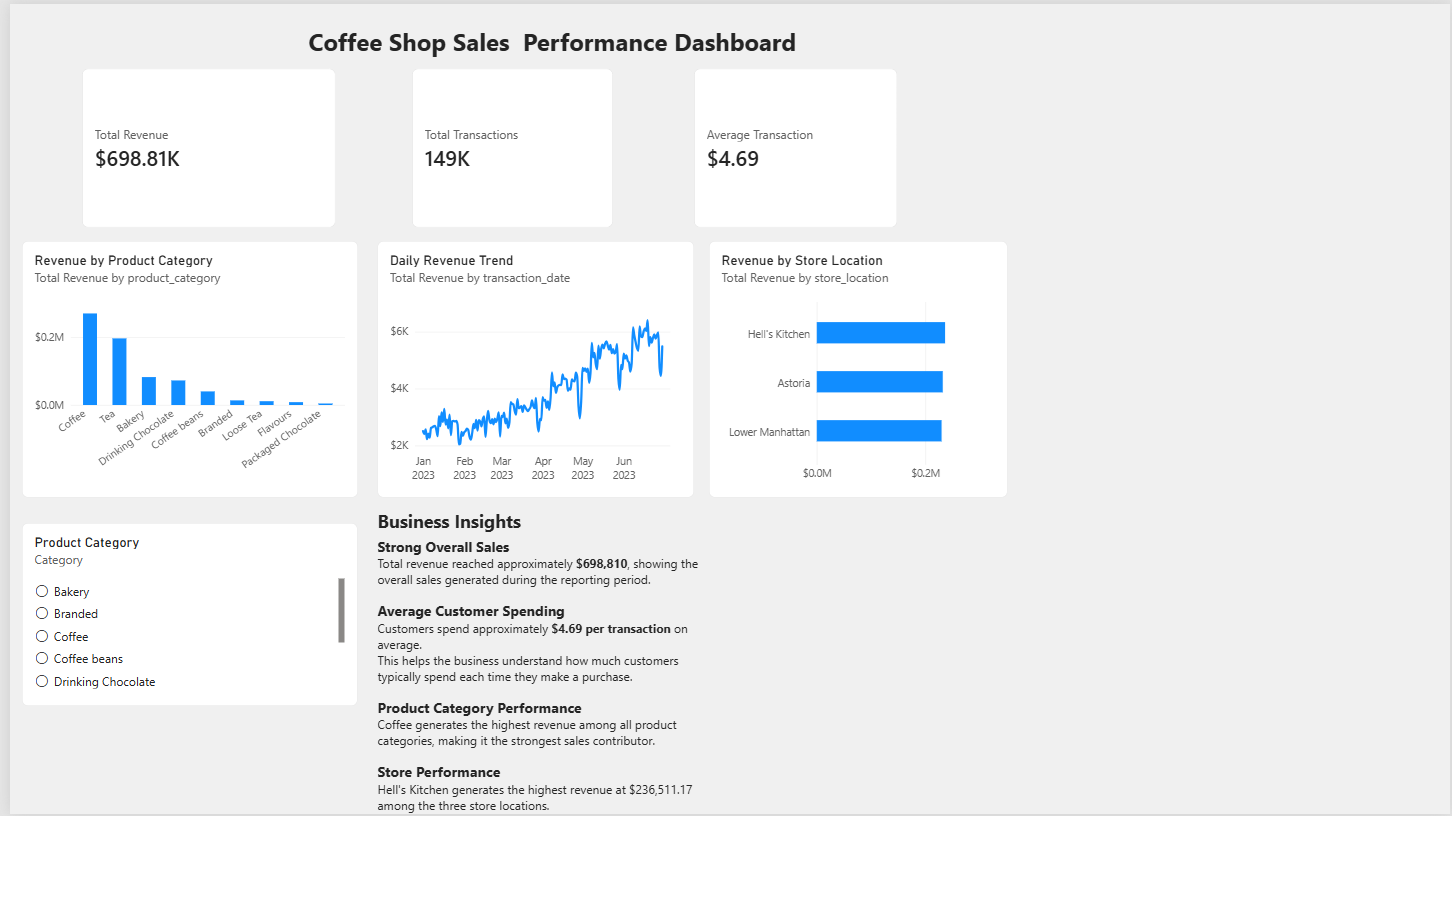 Coffee Shop Sales  Performance Dashboard
Total Revenue
$698.81K
Total Transactions
149K
Average Transaction
$4.69
Revenue by Product Category
Total Revenue by product_category
$0.2M
$0.0M
Coffee
Tea
Bakery
Drinking Chocolate
Coffee beans
Branded
Loose Tea
Flavours
Packaged Chocolate
Daily Revenue Trend
Total Revenue by transaction_date
$6K
$4K
$2K
Jan
2023
Feb
2023
Mar
2023
Apr
2023
May
2023
Jun
2023
Revenue by Store Location
Total Revenue by store_location
Hell's Kitchen
Astoria
Lower Manhattan
$0.0M
$0.2M
Product Category
Category
Bakery
Branded
Coffee
Coffee beans
Drinking Chocolate
Business Insights
Strong Overall Sales
Total revenue reached approximately $698,810, showing the
overall sales generated during the reporting period.
Average Customer Spending
Customers spend approximately $4.69 per transaction on
average.
This helps the business understand how much customers
typically spend each time they make a purchase.
Product Category Performance
Coffee generates the highest revenue among all product
categories, making it the strongest sales contributor.
Store Performance
Hell's Kitchen generates the highest revenue at $236,511.17
among the three store locations.